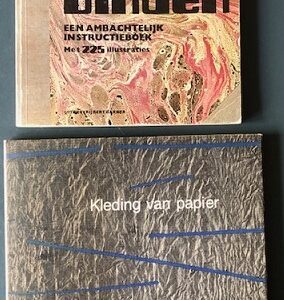 binden
EEN AMBACHTELIJK
INSTRUCTIEBOEK
Met 225 illustraties
Kleding van papier